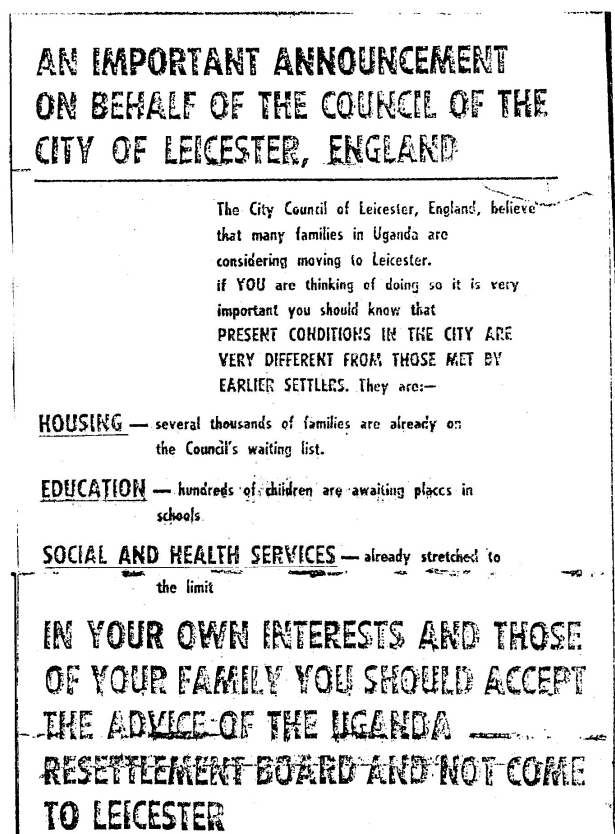 AN IMPORTANT ANNOUNCEMENT
ON BEHALF OF THE COUNCIL OF THE
CITY OF LEICESTER, ENGLAND
The City Council of Leicester, England, believe
that many families in Uganda are
considering moving to Leicester.
if YOU are thinking of doing so it is very
important you should know that
PRESENT CONDITIONS IN THE CITY ARE
VERY DIFFERENT FROM THOSE MET BY
EARLIER SETTLERS. They are:—
HOUSING — several thousands of families are already on
the Council's waiting list.
EDUCATION — hundreds of children are awaiting places in
schools
SOCIAL AND HEALTH SERVICES — already stretched to
the limit
IN YOUR OWN INTERESTS AND THOSE
OF YOUR FAMILY YOU SHOULD ACCEPT
THE ADVICE OF THE UGANDA
RESETTLEMENT BOARD AND NOT COME
TO LEICESTER